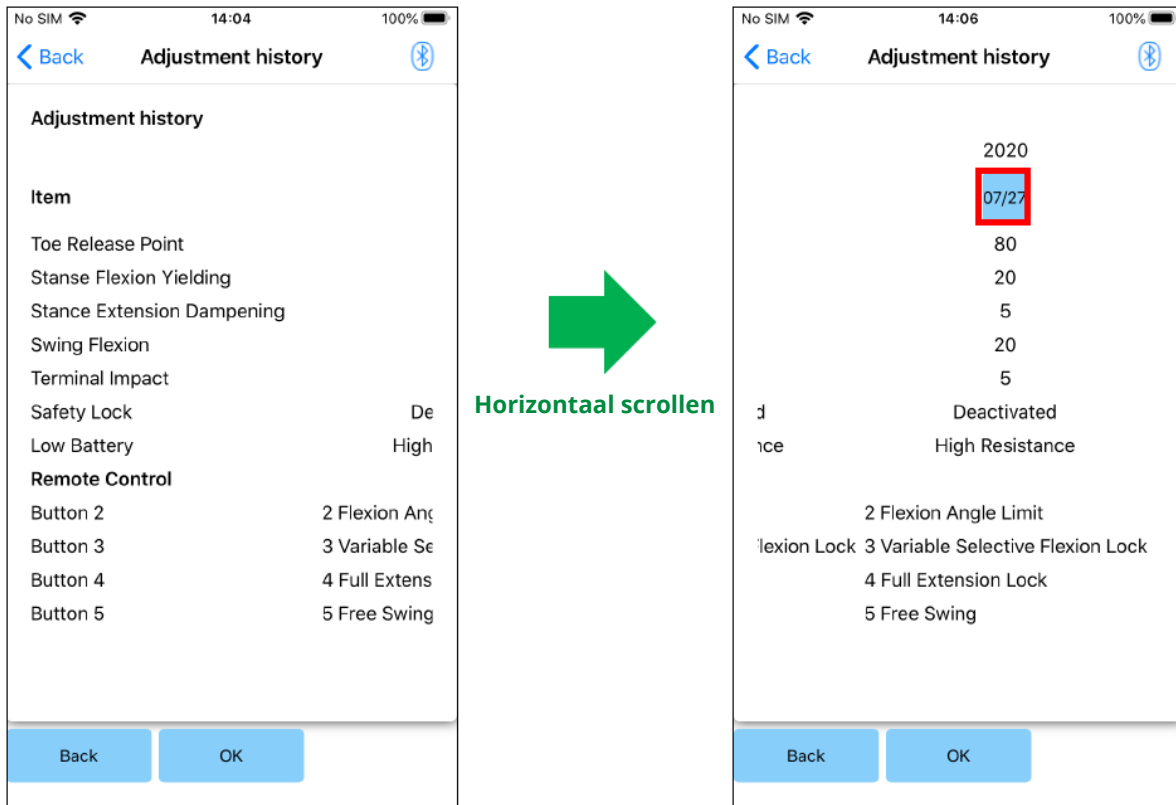 No SIM 14:04 100%
Back Adjustment history
Adjustment history
Item
Toe Release Point
Stanse Flexion Yielding
Stance Extension Dampening
Swing Flexion
Terminal Impact
Safety Lock De
Low Battery High
Remote Control
Button 2 2 Flexion Ang
Button 3 3 Variable Se
Button 4 4 Full Extens
Button 5 5 Free Swing
Back OK
Horizontaal scrollen
No SIM 14:06 100%
Back Adjustment history
2020
07/27
80
20
5
20
5
d Deactivated
nce High Resistance
2 Flexion Angle Limit
Flexion Lock 3 Variable Selective Flexion Lock
4 Full Extension Lock
5 Free Swing
Back OK